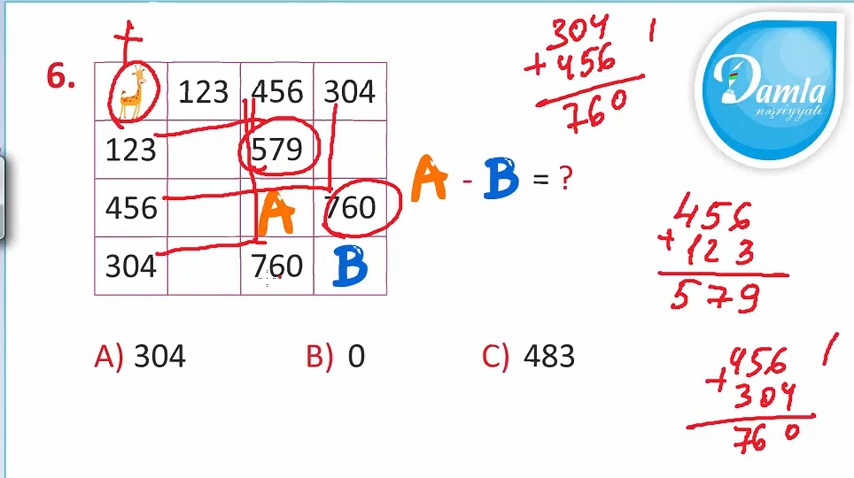 304 1
+456
760
Damla
nəşriyyatı
+
6. 123 456 304
123 579
456 A 760
304 760 B
A - B = ?
456
+123
579
A) 304 B) 0 C) 483
456 1
+304
760